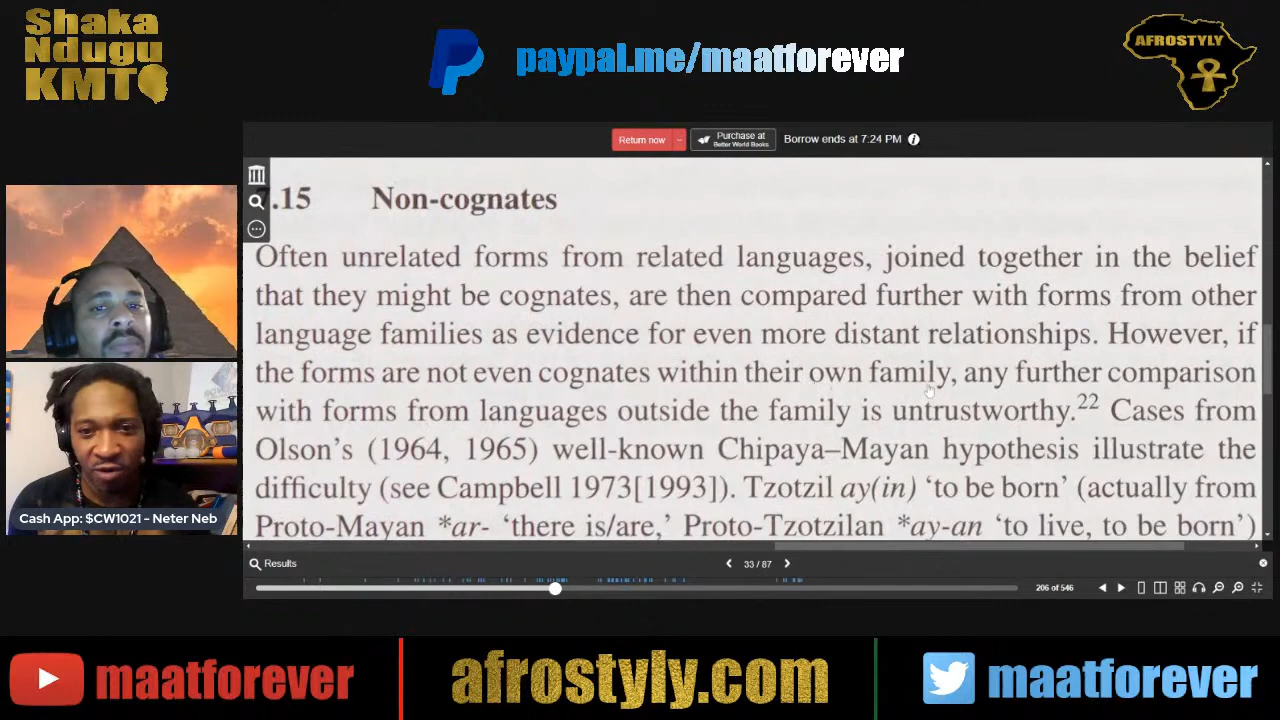 Shaka
Ndugu
KMT
paypal.me/maatforever
AFROSTYLY
Return now
Purchase at
Better World Books
Borrow ends at 7:24 PM
.15 Non-cognates
Often unrelated forms from related languages, joined together in the belief
that they might be cognates, are then compared further with forms from other
language families as evidence for even more distant relationships. However, if
the forms are not even cognates within their own family, any further comparison
with forms from languages outside the family is untrustworthy.22 Cases from
Olson's (1964, 1965) well-known Chipaya–Mayan hypothesis illustrate the
difficulty (see Campbell 1973[1993]). Tzotzil ay(in) ‘to be born’ (actually from
Proto-Mayan *ar- ‘there is/are,’ Proto-Tzotzilan *ay-an ‘to live, to be born’)
Cash App: $CW1021 - Neter Neb
Results
33 / 87
206 of 546
maatforever
afrostyly.com
maatforever